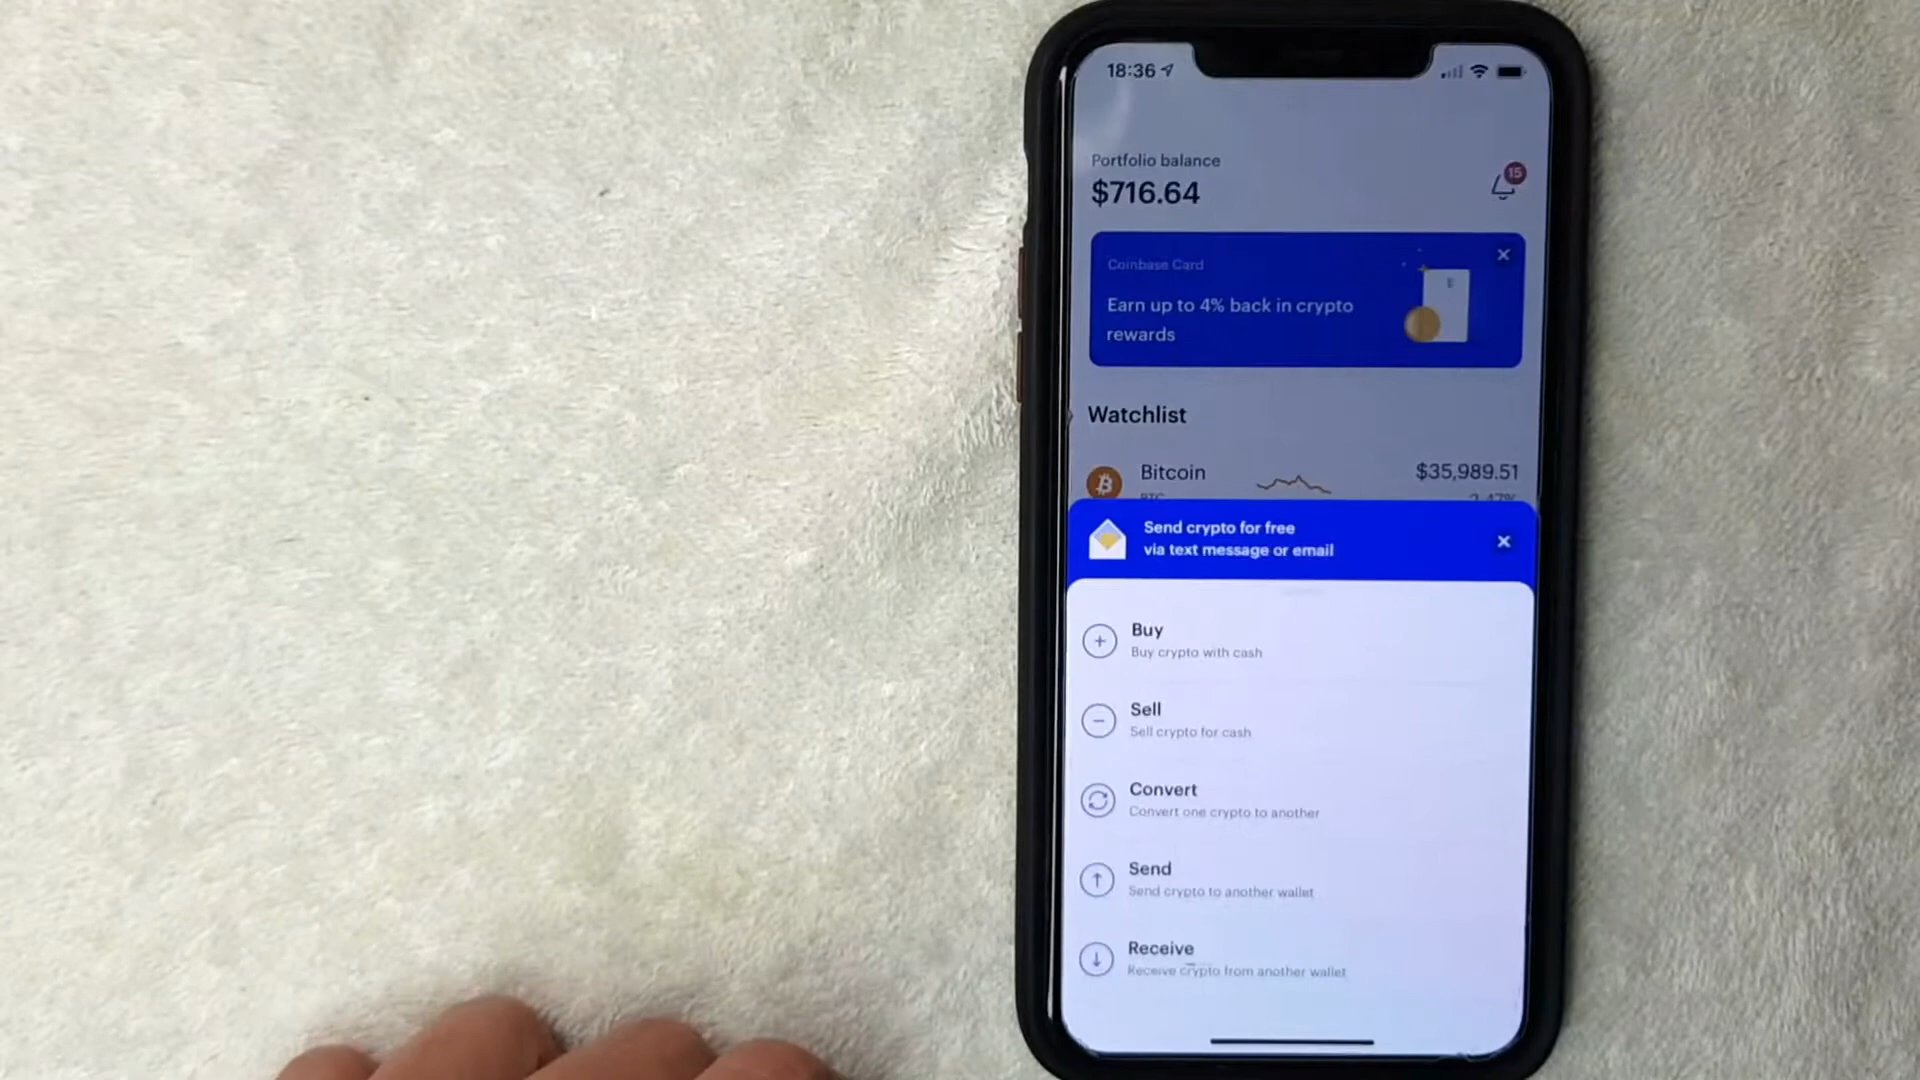 18:36
Portfolio balance
$716.64
15
Coinbase Card
Earn up to 4% back in crypto
rewards
Watchlist
Bitcoin
$35,989.51
BTC
2.47%
Send crypto for free
via text message or email
Buy
Buy crypto with cash
Sell
Sell crypto for cash
Convert
Convert one crypto to another
Send
Send crypto to another wallet
Receive
Receive crypto from another wallet